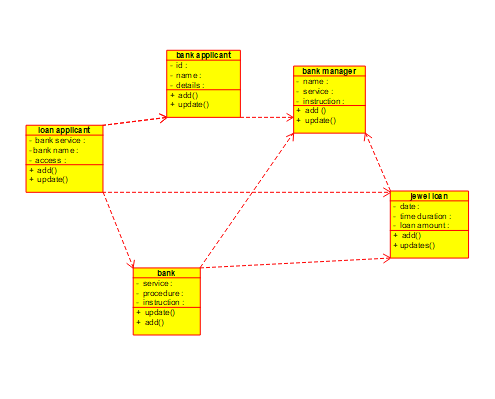 bank applicant
- id :
- name :
- details :
+ add()
+ update()
bank manager
- name :
- service :
- instruction :
+ add ()
+ update()
loan applicant
- bank service :
-bank name :
- access :
+ add()
+ update()
jewel loan
- date :
- time duration :
- loan amount :
+ add()
+updates()
bank
- service :
- procedure :
- instruction :
+ update()
+ add()